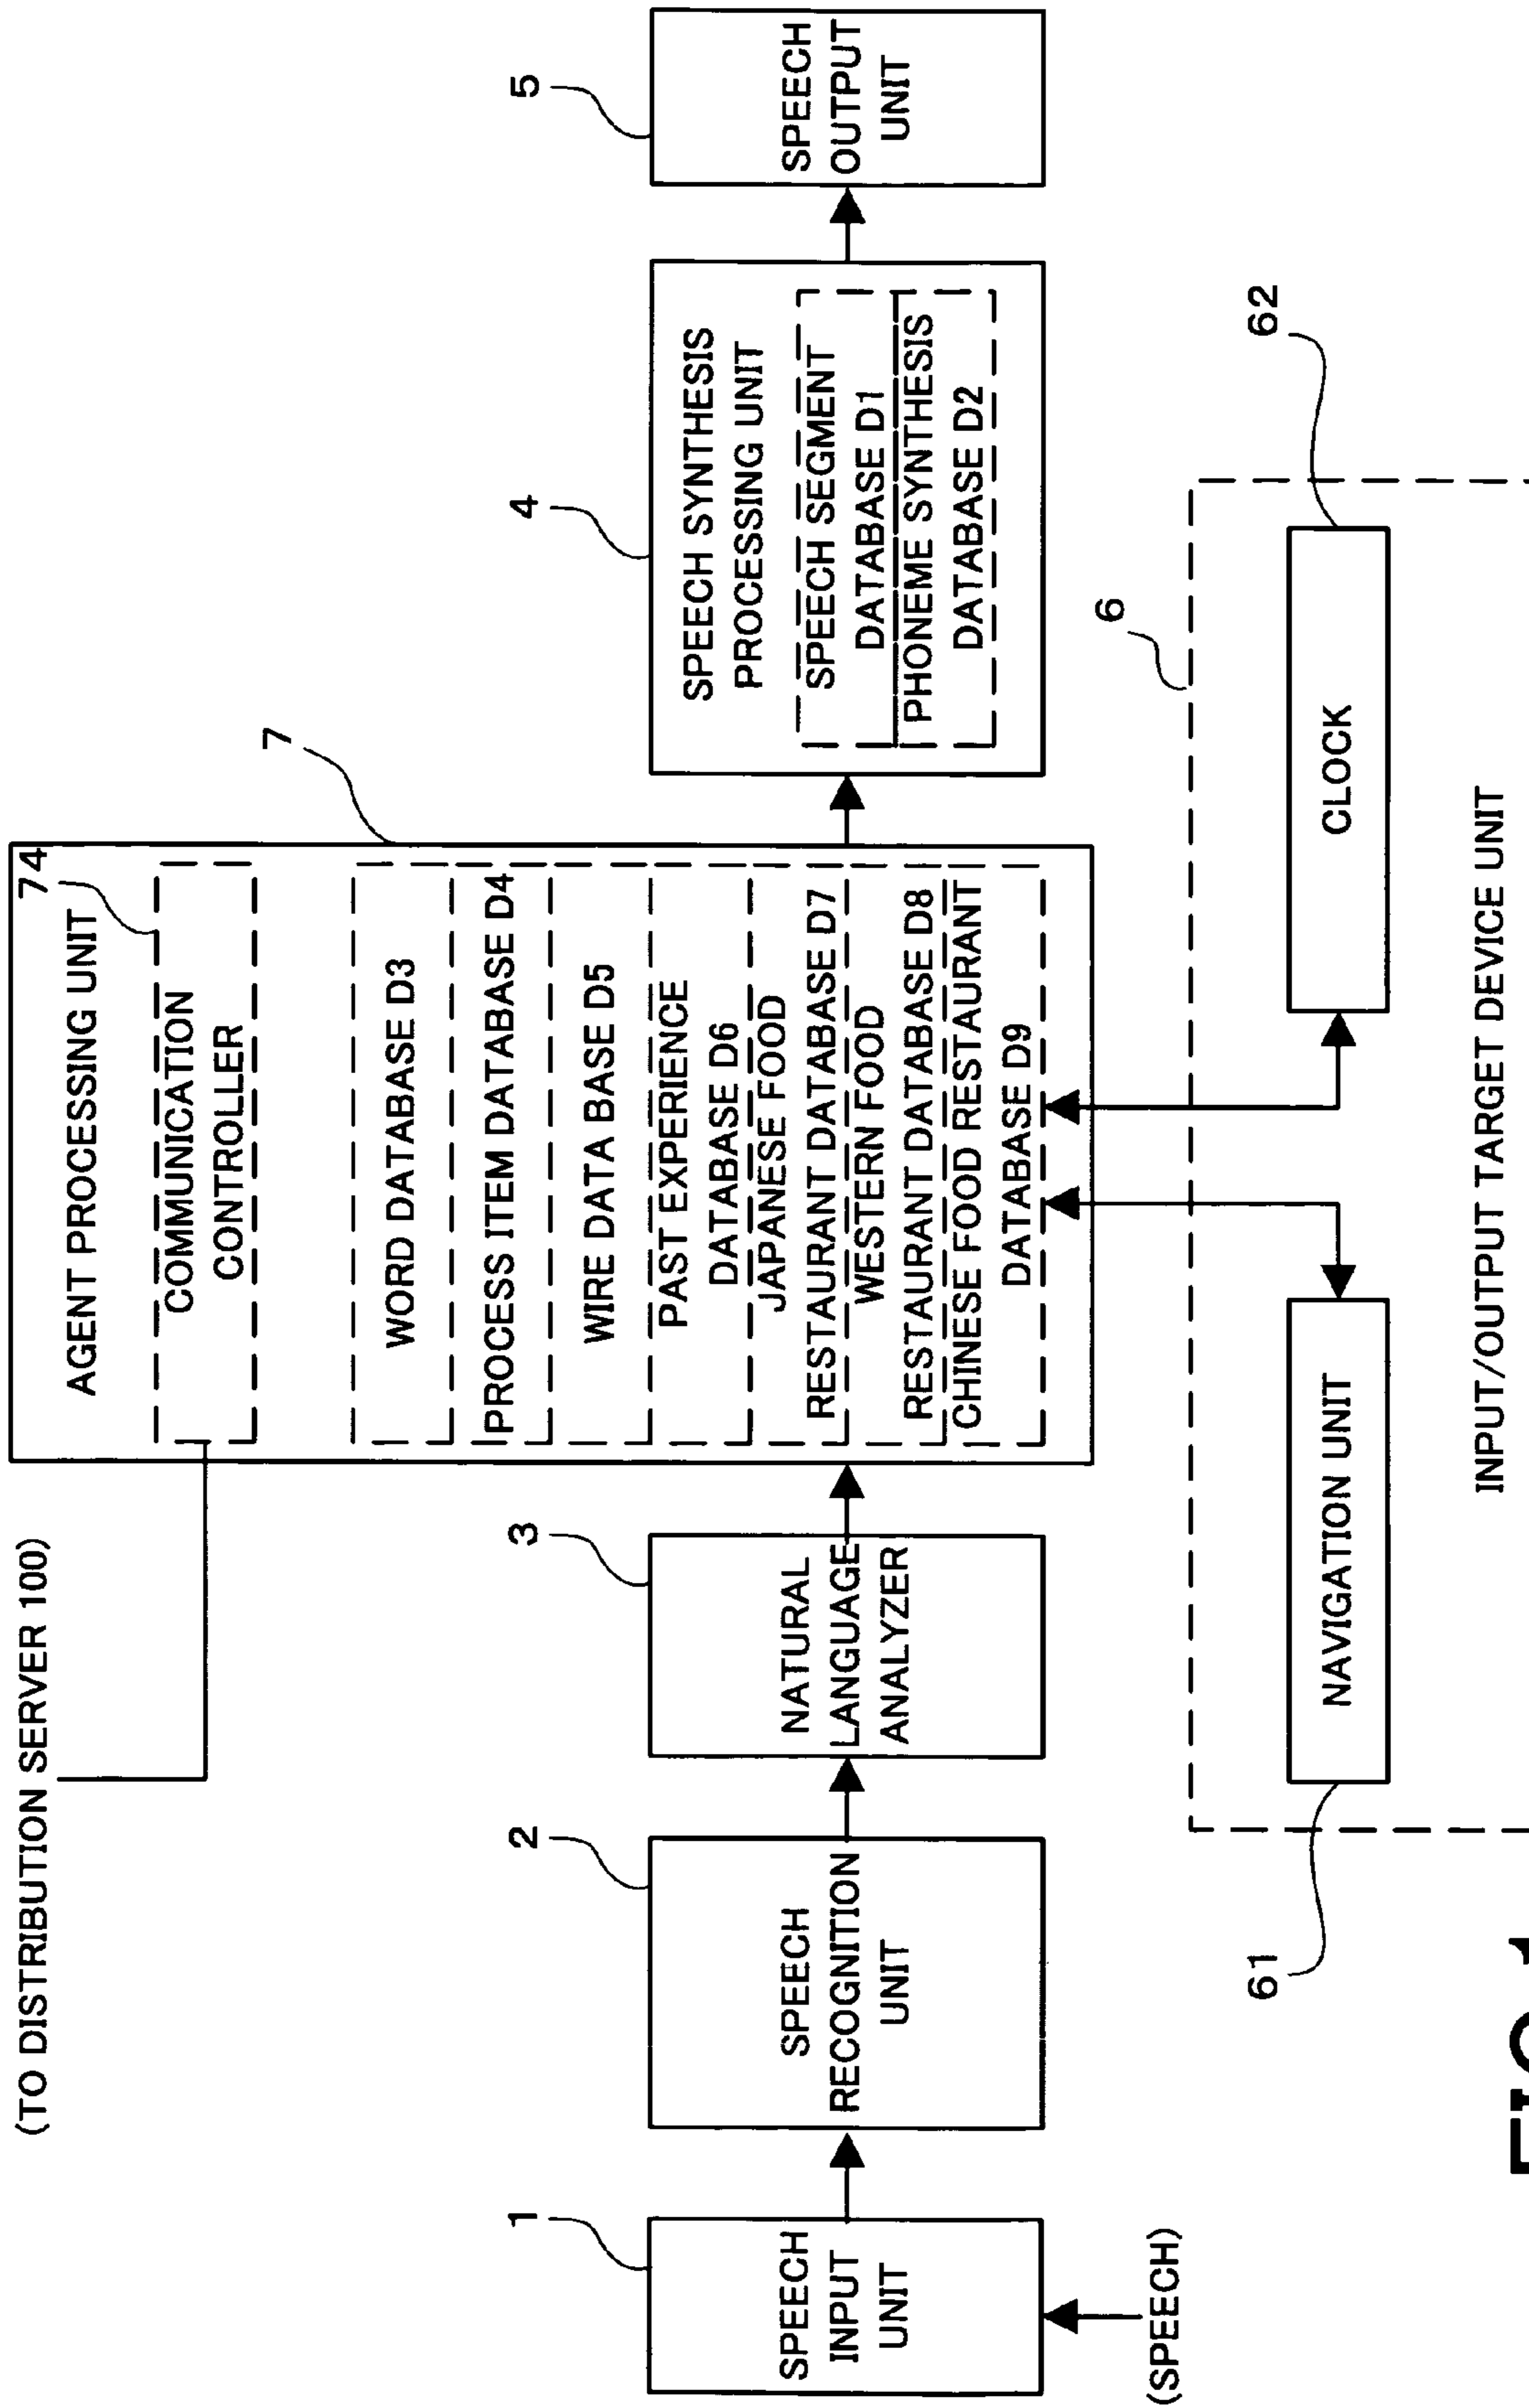 (TO DISTRIBUTION SERVER 100)
AGENT PROCESSING UNIT
74
COMMUNICATION
CONTROLLER
7
WORD DATABASE D3
PROCESS ITEM DATABASE D4
WIRE DATA BASE D5
PAST EXPERIENCE
DATABASE D6
JAPANESE FOOD
RESTAURANT DATABASE D7
WESTERN FOOD
RESTAURANT DATABASE D8
CHINESE FOOD RESTAURANT
DATABASE D9
1
SPEECH
INPUT
UNIT
(SPEECH)
2
SPEECH
RECOGNITION
UNIT
3
NATURAL
LANGUAGE
ANALYZER
4
SPEECH SYNTHESIS
PROCESSING UNIT
SPEECH SEGMENT
DATABASE D1
PHONEME SYNTHESIS
DATABASE D2
5
SPEECH
OUTPUT
UNIT
6
61
NAVIGATION UNIT
62
CLOCK
INPUT/OUTPUT TARGET DEVICE UNIT